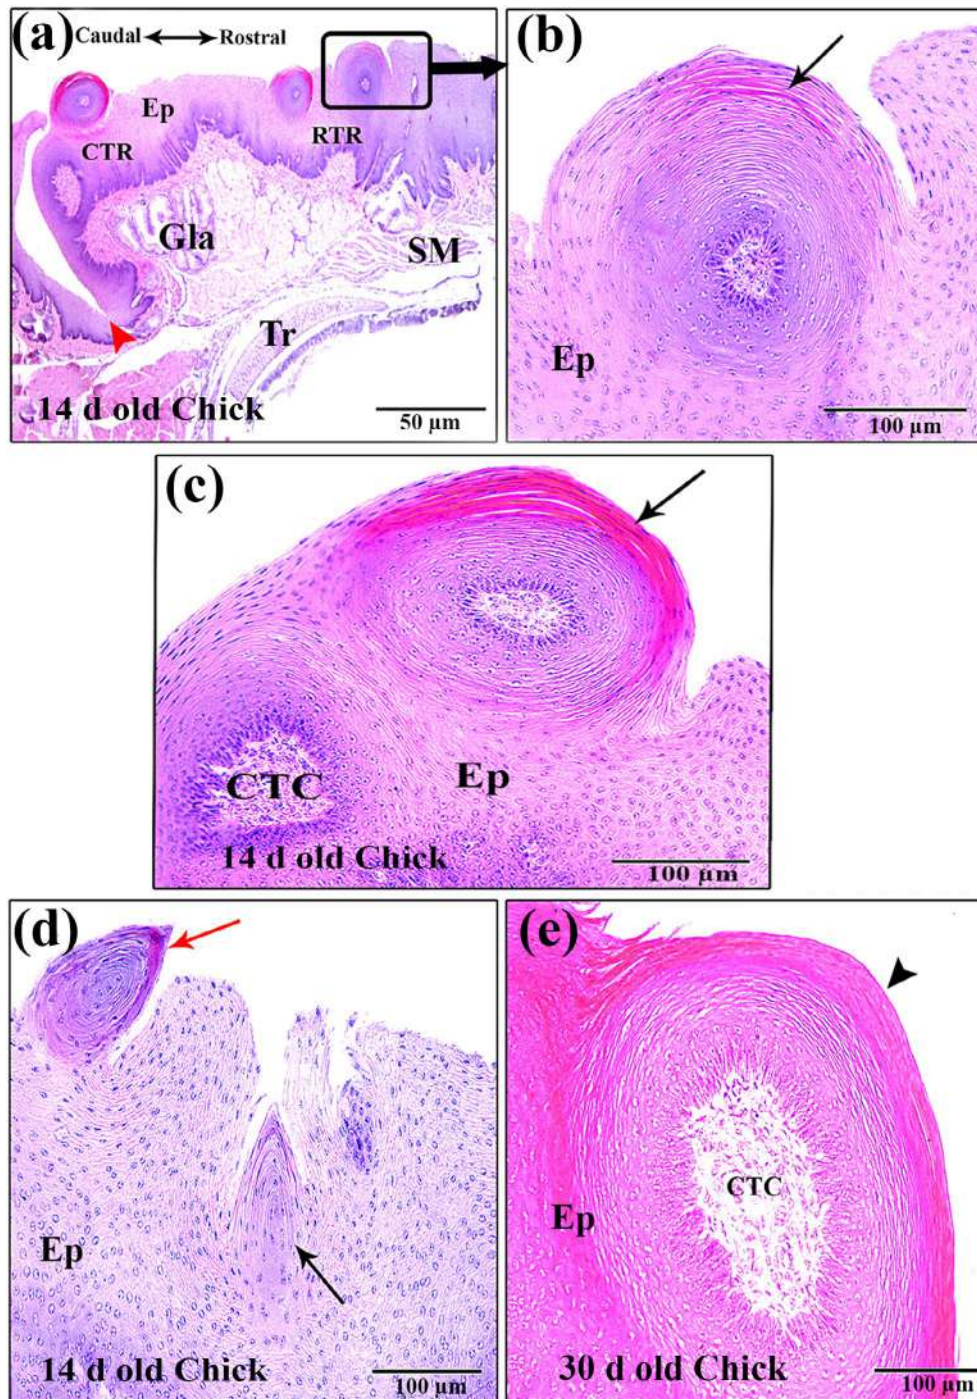 (a)
Caudal Rostral
Ep
CTR
RTR
Gla
SM
Tr
14 d old Chick
50 µm
(b)
Ep
100 µm
(c)
CTC
Ep
14 d old Chick
100 µm
(d)
Ep
14 d old Chick
100 µm
(e)
CTC
Ep
30 d old Chick
100 µm